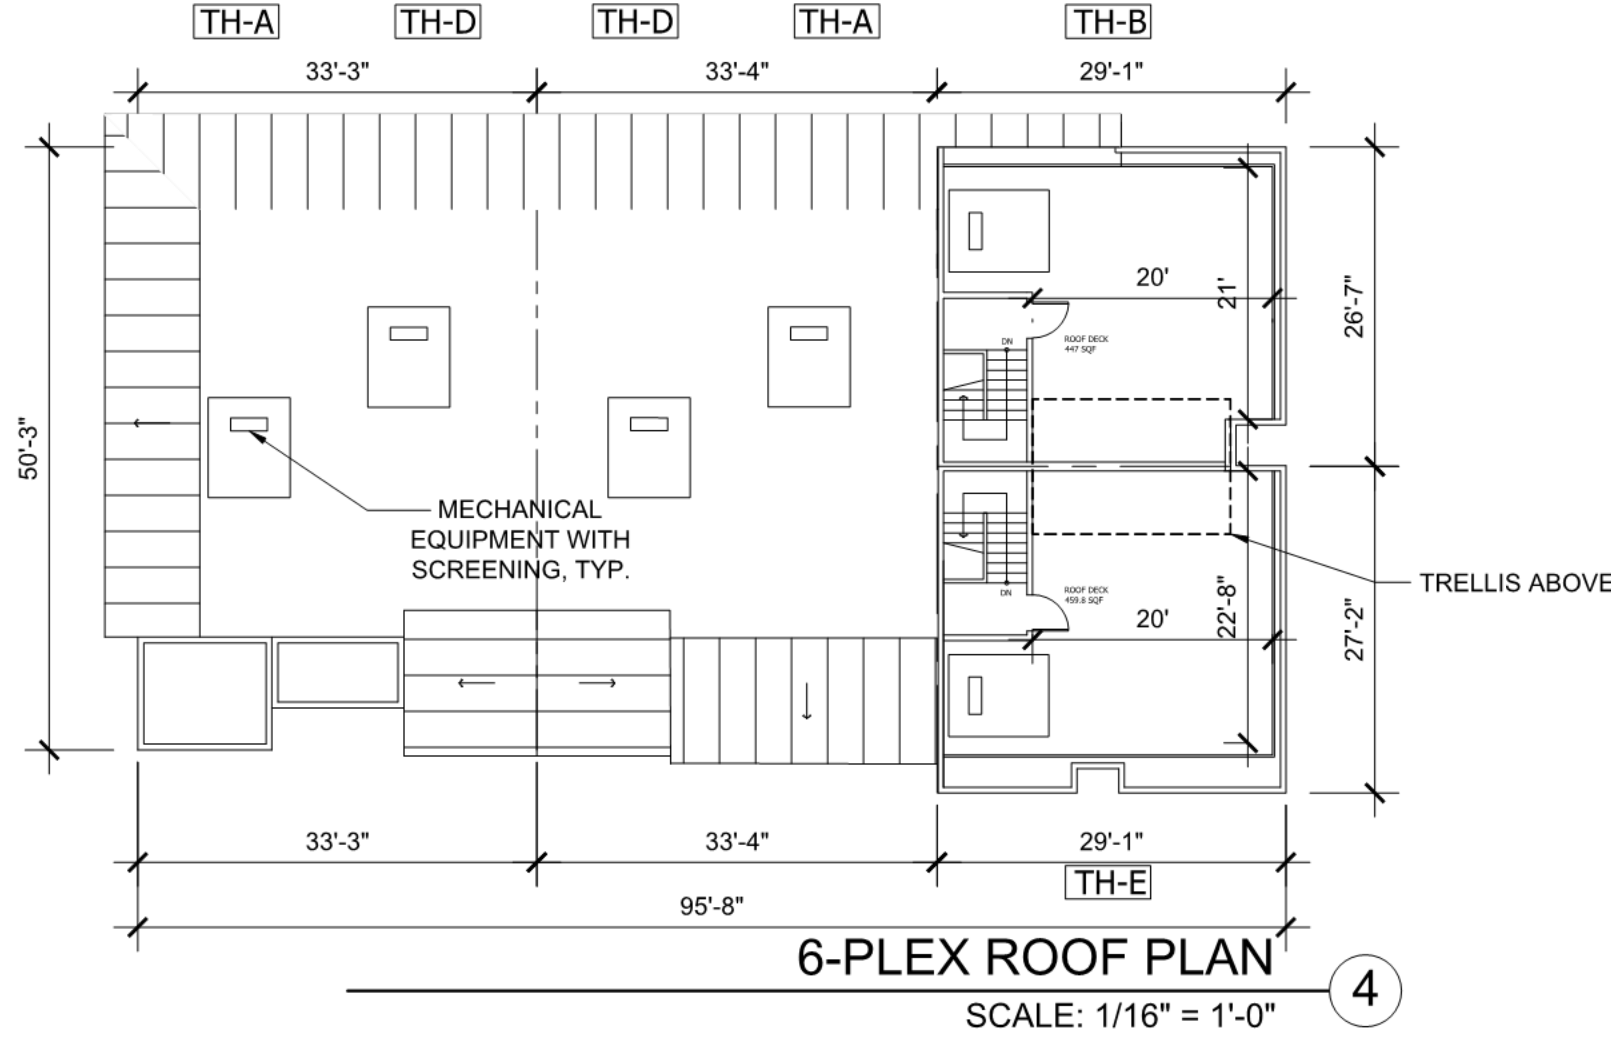 TH-A
TH-D
TH-D
TH-A
TH-B
33'-3"
33'-4"
29'-1"
20'
21'
26'-7"
DN
ROOF DECK
447 SQF
50'-3"
MECHANICAL
EQUIPMENT WITH
SCREENING, TYP.
TRELLIS ABOVE
DN
ROOF DECK
459.8 SQF
20'
22'-8"
27'-2"
33'-3"
33'-4"
29'-1"
TH-E
95'-8"
6-PLEX ROOF PLAN
4
SCALE: 1/16" = 1'-0"